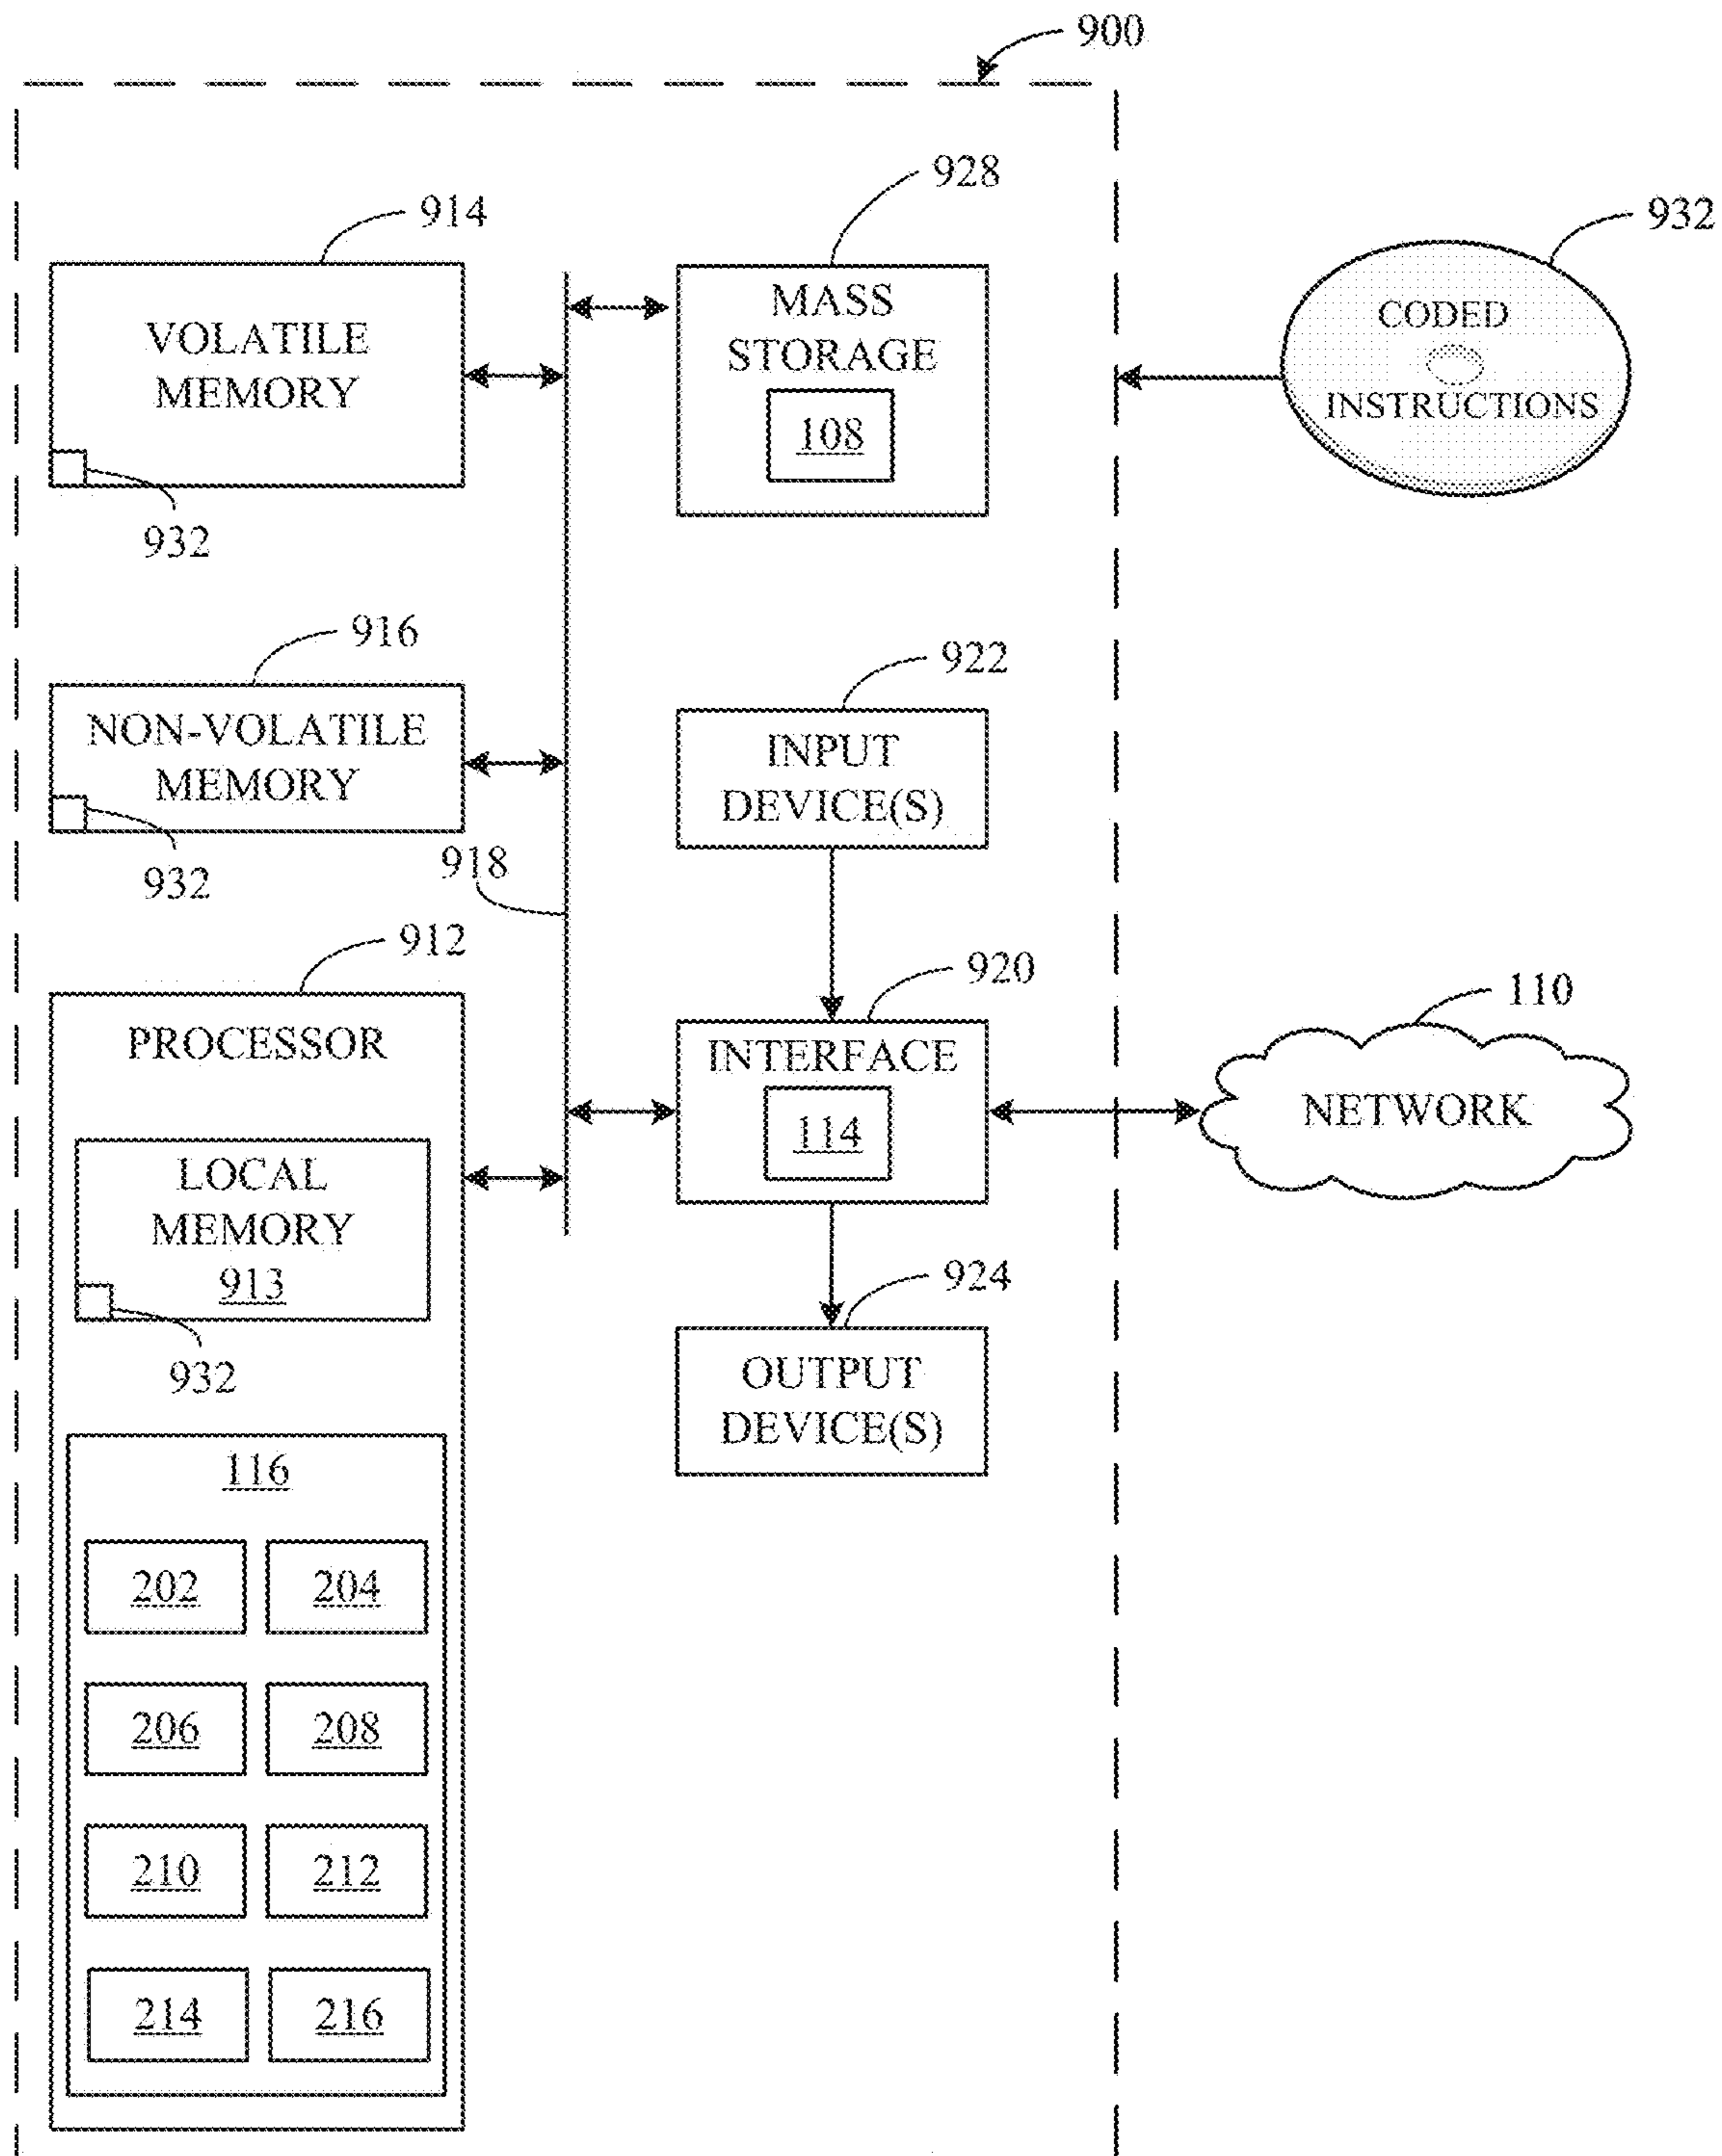 900
928
914
932
VOLATILE
MEMORY
MASS
STORAGE
108
CODED
INSTRUCTIONS
932
916
922
NON-VOLATILE
MEMORY
INPUT
DEVICE(S)
918
932
912
920
110
PROCESSOR
INTERFACE
114
NETWORK
LOCAL
MEMORY
913
924
932
OUTPUT
DEVICE(S)
116
202
204
206
208
210
212
214
216